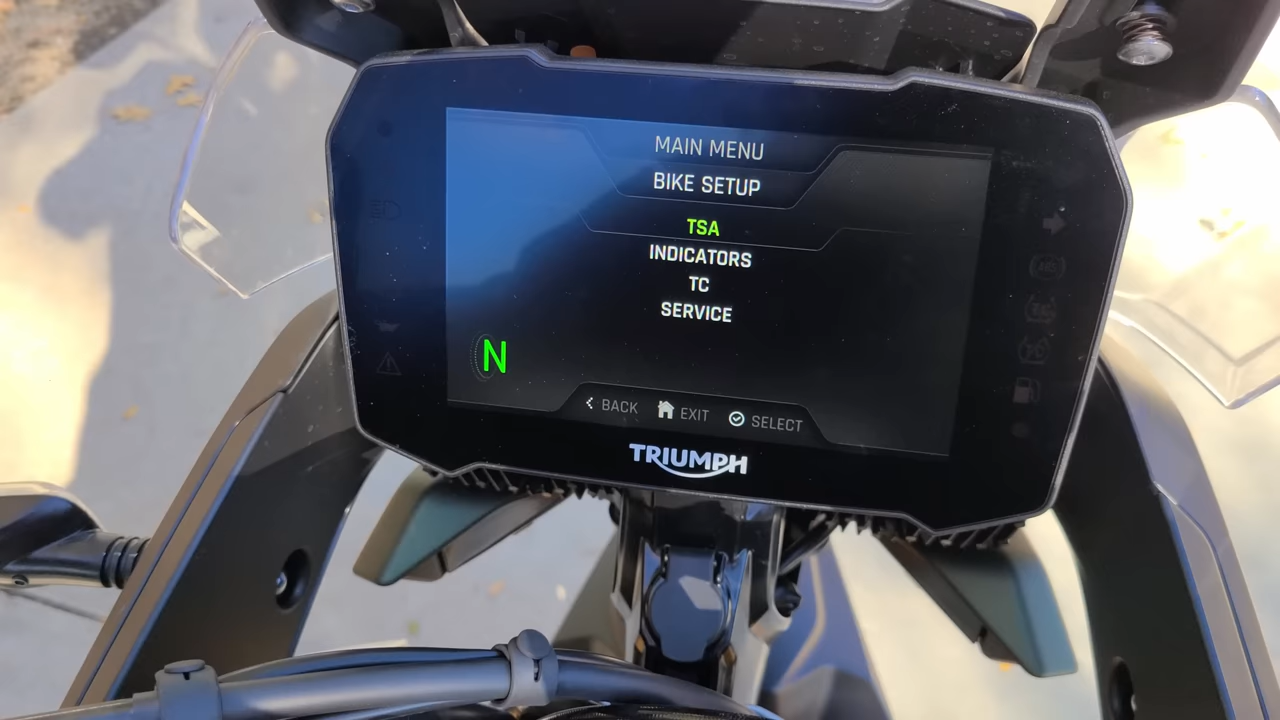 MAIN MENU
BIKE SETUP
TSA
INDICATORS
TC
SERVICE
N
BACK EXIT SELECT
TRIUMPH